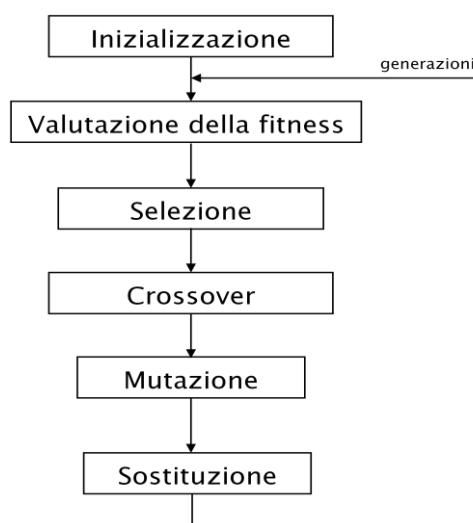 Inizializzazione
generazioni
Valutazione della fitness
Selezione
Crossover
Mutazione
Sostituzione